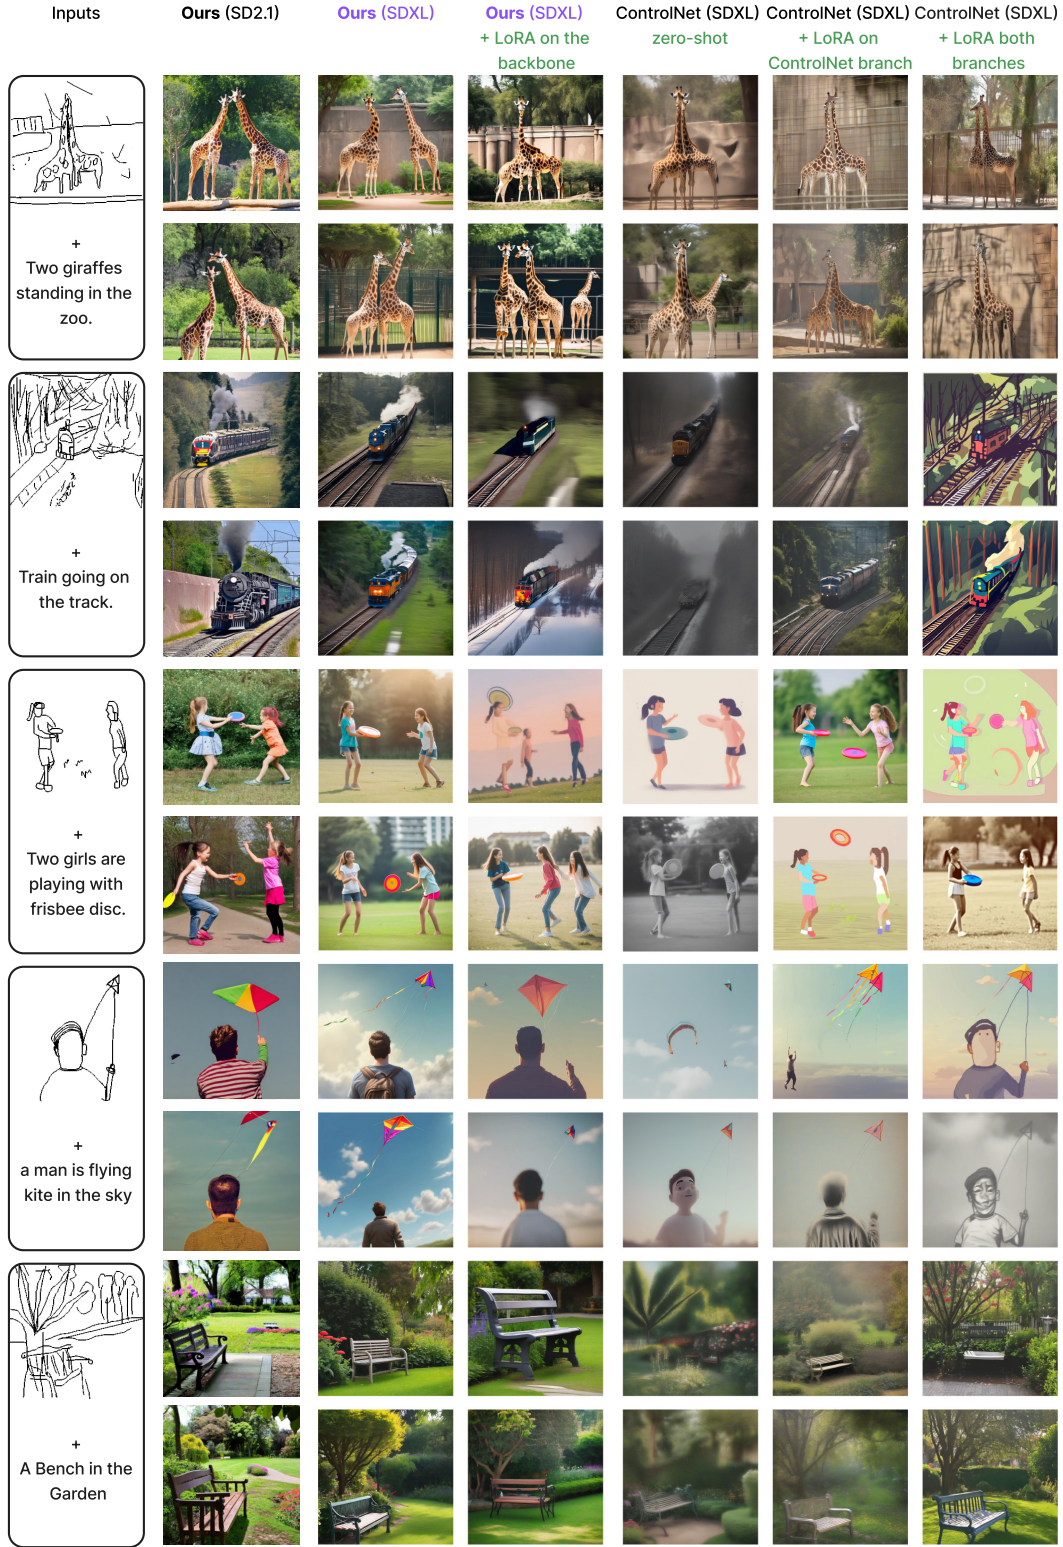 Inputs
Ours (SD2.1)
Ours (SDXL)
Ours (SDXL)
+ LoRA on the
backbone
ControlNet (SDXL)
zero-shot
ControlNet (SDXL)
+ LoRA on
ControlNet branch
ControlNet (SDXL)
+ LoRA both
branches
+
Two giraffes
standing in the
zoo.
+
Train going on
the track.
+
Two girls are
playing with
frisbee disc.
+
a man is flying
kite in the sky
+
A Bench in the
Garden